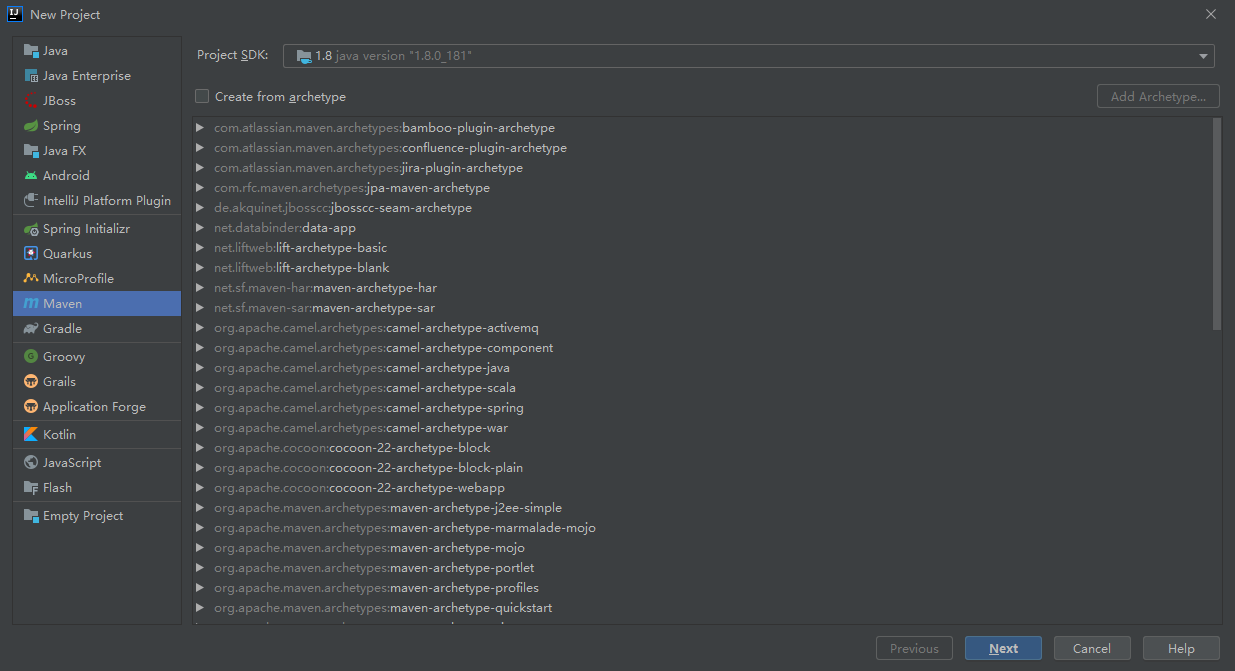 New Project
Java
Java Enterprise
JBoss
Spring
Java FX
Android
IntelliJ Platform Plugin
Spring Initializr
Quarkus
MicroProfile
Maven
Gradle
Groovy
Grails
Application Forge
Kotlin
JavaScript
Flash
Empty Project
Project SDK: 1.8 java version "1.8.0_181"
Create from archetype Add Archetype...
com.atlassian.maven.archetypes:bamboo-plugin-archetype
com.atlassian.maven.archetypes:confluence-plugin-archetype
com.atlassian.maven.archetypes:jira-plugin-archetype
com.rfc.maven.archetypes:jpa-maven-archetype
de.akquinet.jbosscc:jbosscc-seam-archetype
net.databinder:data-app
net.liftweb:lift-archetype-basic
net.liftweb:lift-archetype-blank
net.sf.maven-har:maven-archetype-har
net.sf.maven-sar:maven-archetype-sar
org.apache.camel.archetypes:camel-archetype-activemq
org.apache.camel.archetypes:camel-archetype-component
org.apache.camel.archetypes:camel-archetype-java
org.apache.camel.archetypes:camel-archetype-scala
org.apache.camel.archetypes:camel-archetype-spring
org.apache.camel.archetypes:camel-archetype-war
org.apache.cocoon:cocoon-22-archetype-block
org.apache.cocoon:cocoon-22-archetype-block-plain
org.apache.cocoon:cocoon-22-archetype-webapp
org.apache.maven.archetypes:maven-archetype-j2ee-simple
org.apache.maven.archetypes:maven-archetype-marmalade-mojo
org.apache.maven.archetypes:maven-archetype-mojo
org.apache.maven.archetypes:maven-archetype-portlet
org.apache.maven.archetypes:maven-archetype-profiles
org.apache.maven.archetypes:maven-archetype-quickstart
Previous Next Cancel Help